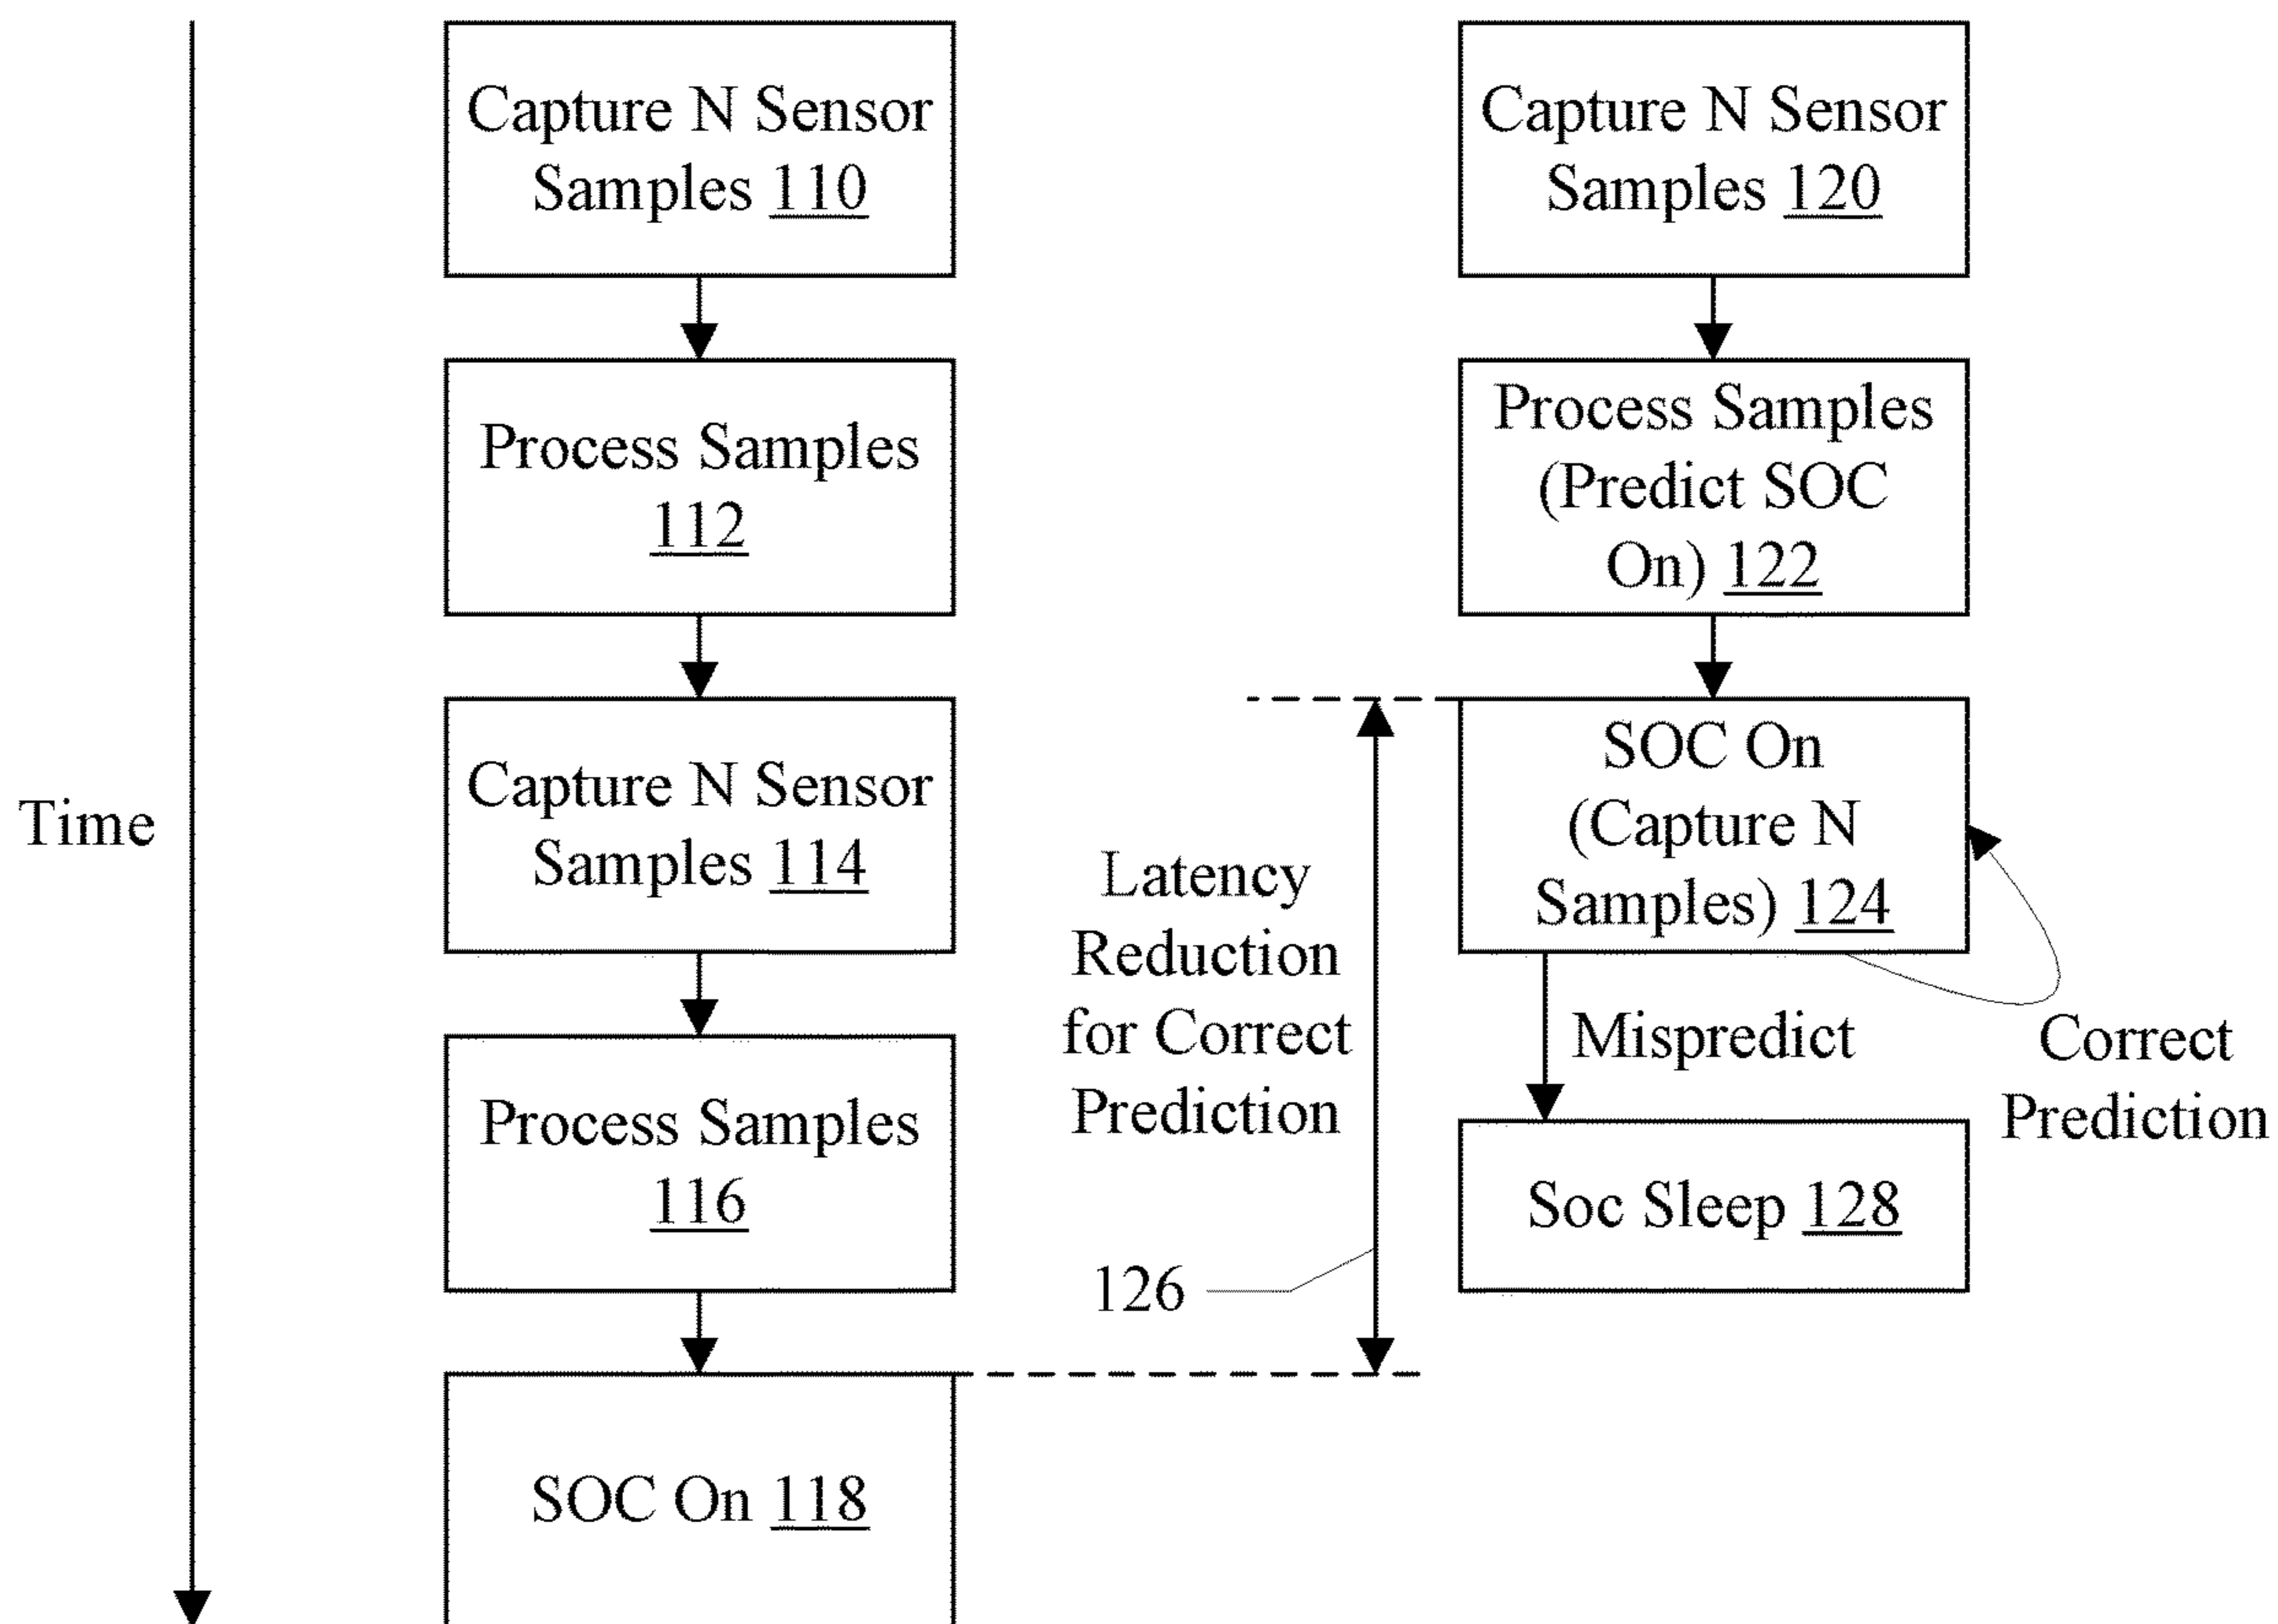 Time
Capture N Sensor
Samples 110
Process Samples
112
Capture N Sensor
Samples 114
Process Samples
116
SOC On 118
Latency
Reduction
for Correct
Prediction
126
Capture N Sensor
Samples 120
Process Samples
(Predict SOC
On) 122
SOC On
(Capture N
Samples) 124
Mispredict
Correct
Prediction
Soc Sleep 128